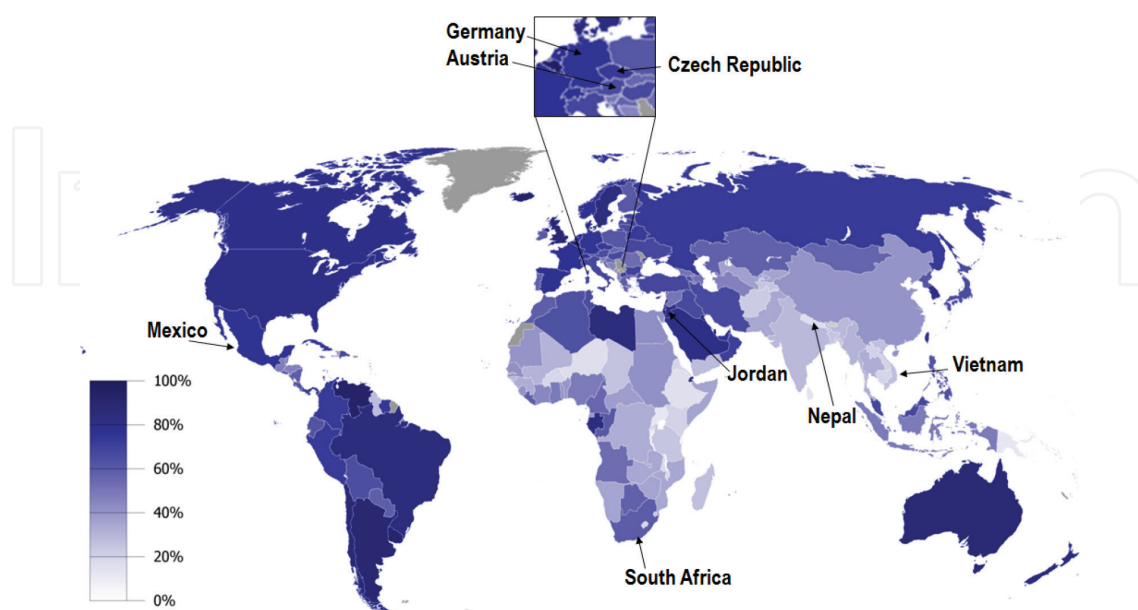 Germany
Austria
Czech Republic
Mexico
Jordan
Vietnam
Nepal
South Africa
100%
80%
60%
40%
20%
0%